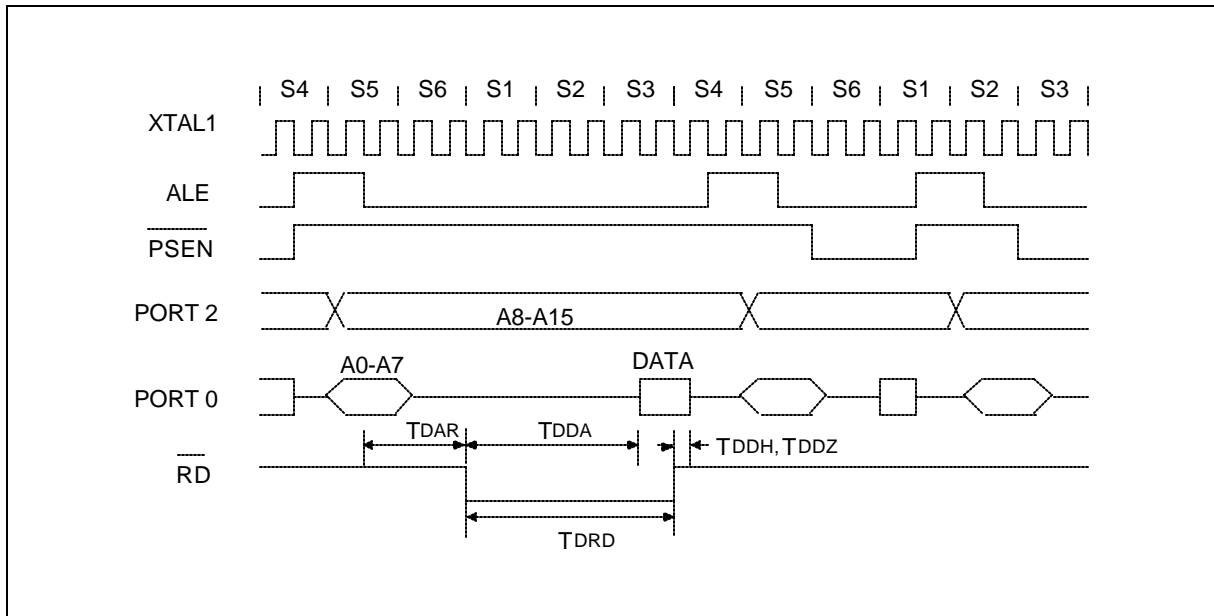 S4 S5 S6 S1 S2 S3 S4 S5 S6 S1 S2 S3
XTAL1
ALE
PSEN
PORT 2
A8-A15
A0-A7
DATA
PORT 0
TDAR
TDDA
TDDH, TDDZ
RD
TDRD